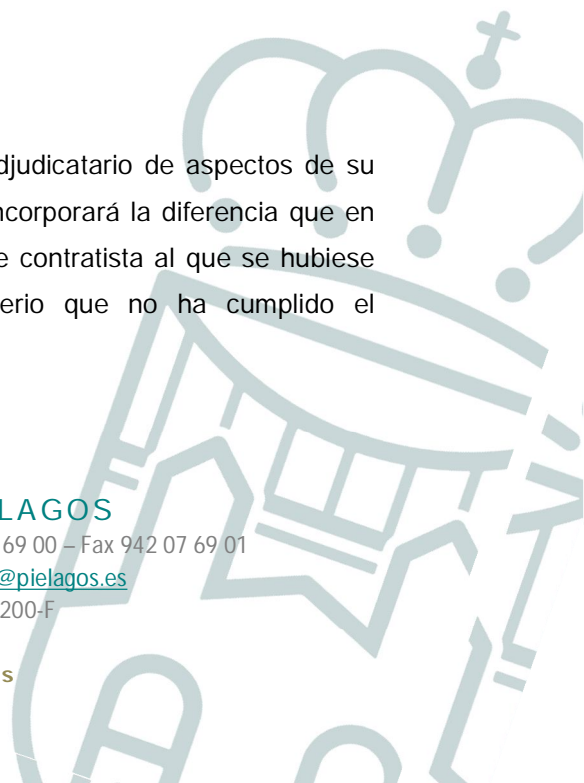 djudicatario de aspectos de su
ncorporará la diferencia que en
e contratista al que se hubiese
erio que no ha cumplido el
LAGOS
69 00 – Fax 942 07 69 01
@pielagos.es
200-F
s